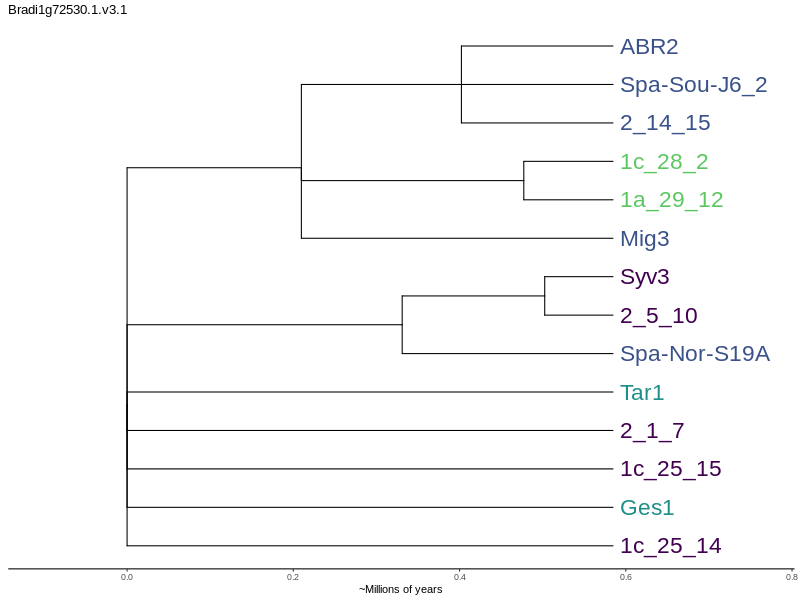 Bradi1g72530.1.v3.1
ABR2
Spa-Sou-J6_2
2_14_15
1c_28_2
1a_29_12
Mig3
Syv3
2_5_10
Spa-Nor-S19A
Tar1
2_1_7
1c_25_15
Ges1
1c_25_14
0.0 0.2 0.4 0.6 0.8
~Millions of years